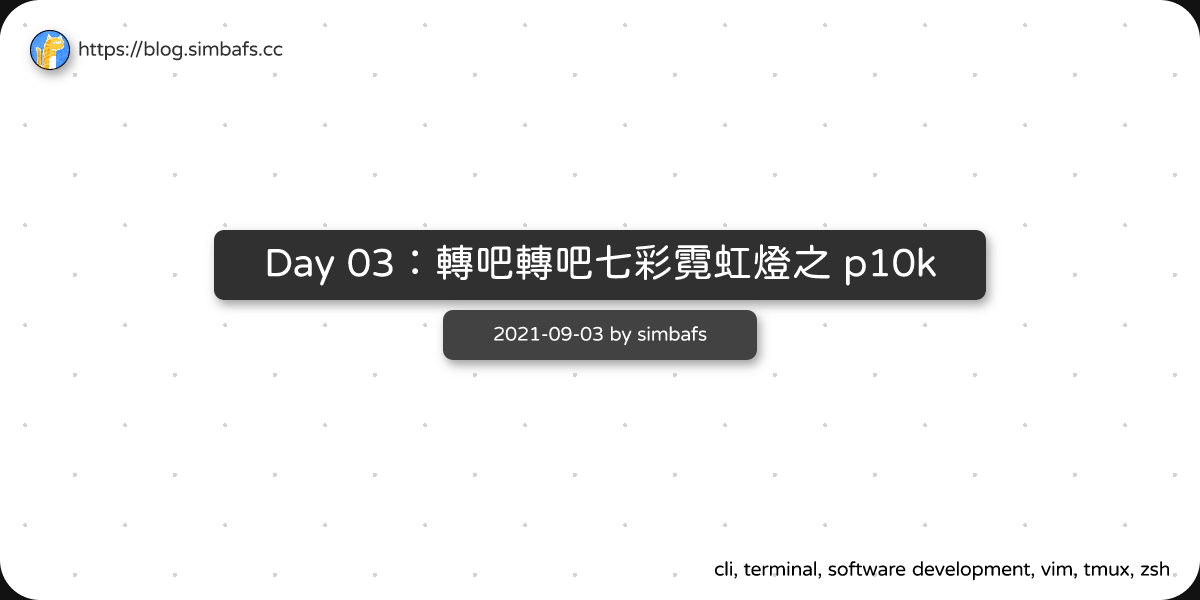 https://blog.simbafs.cc
Day 03：轉吧轉吧七彩霓虹燈之 p10k
2021-09-03 by simbafs
cli, terminal, software development, vim, tmux, zsh